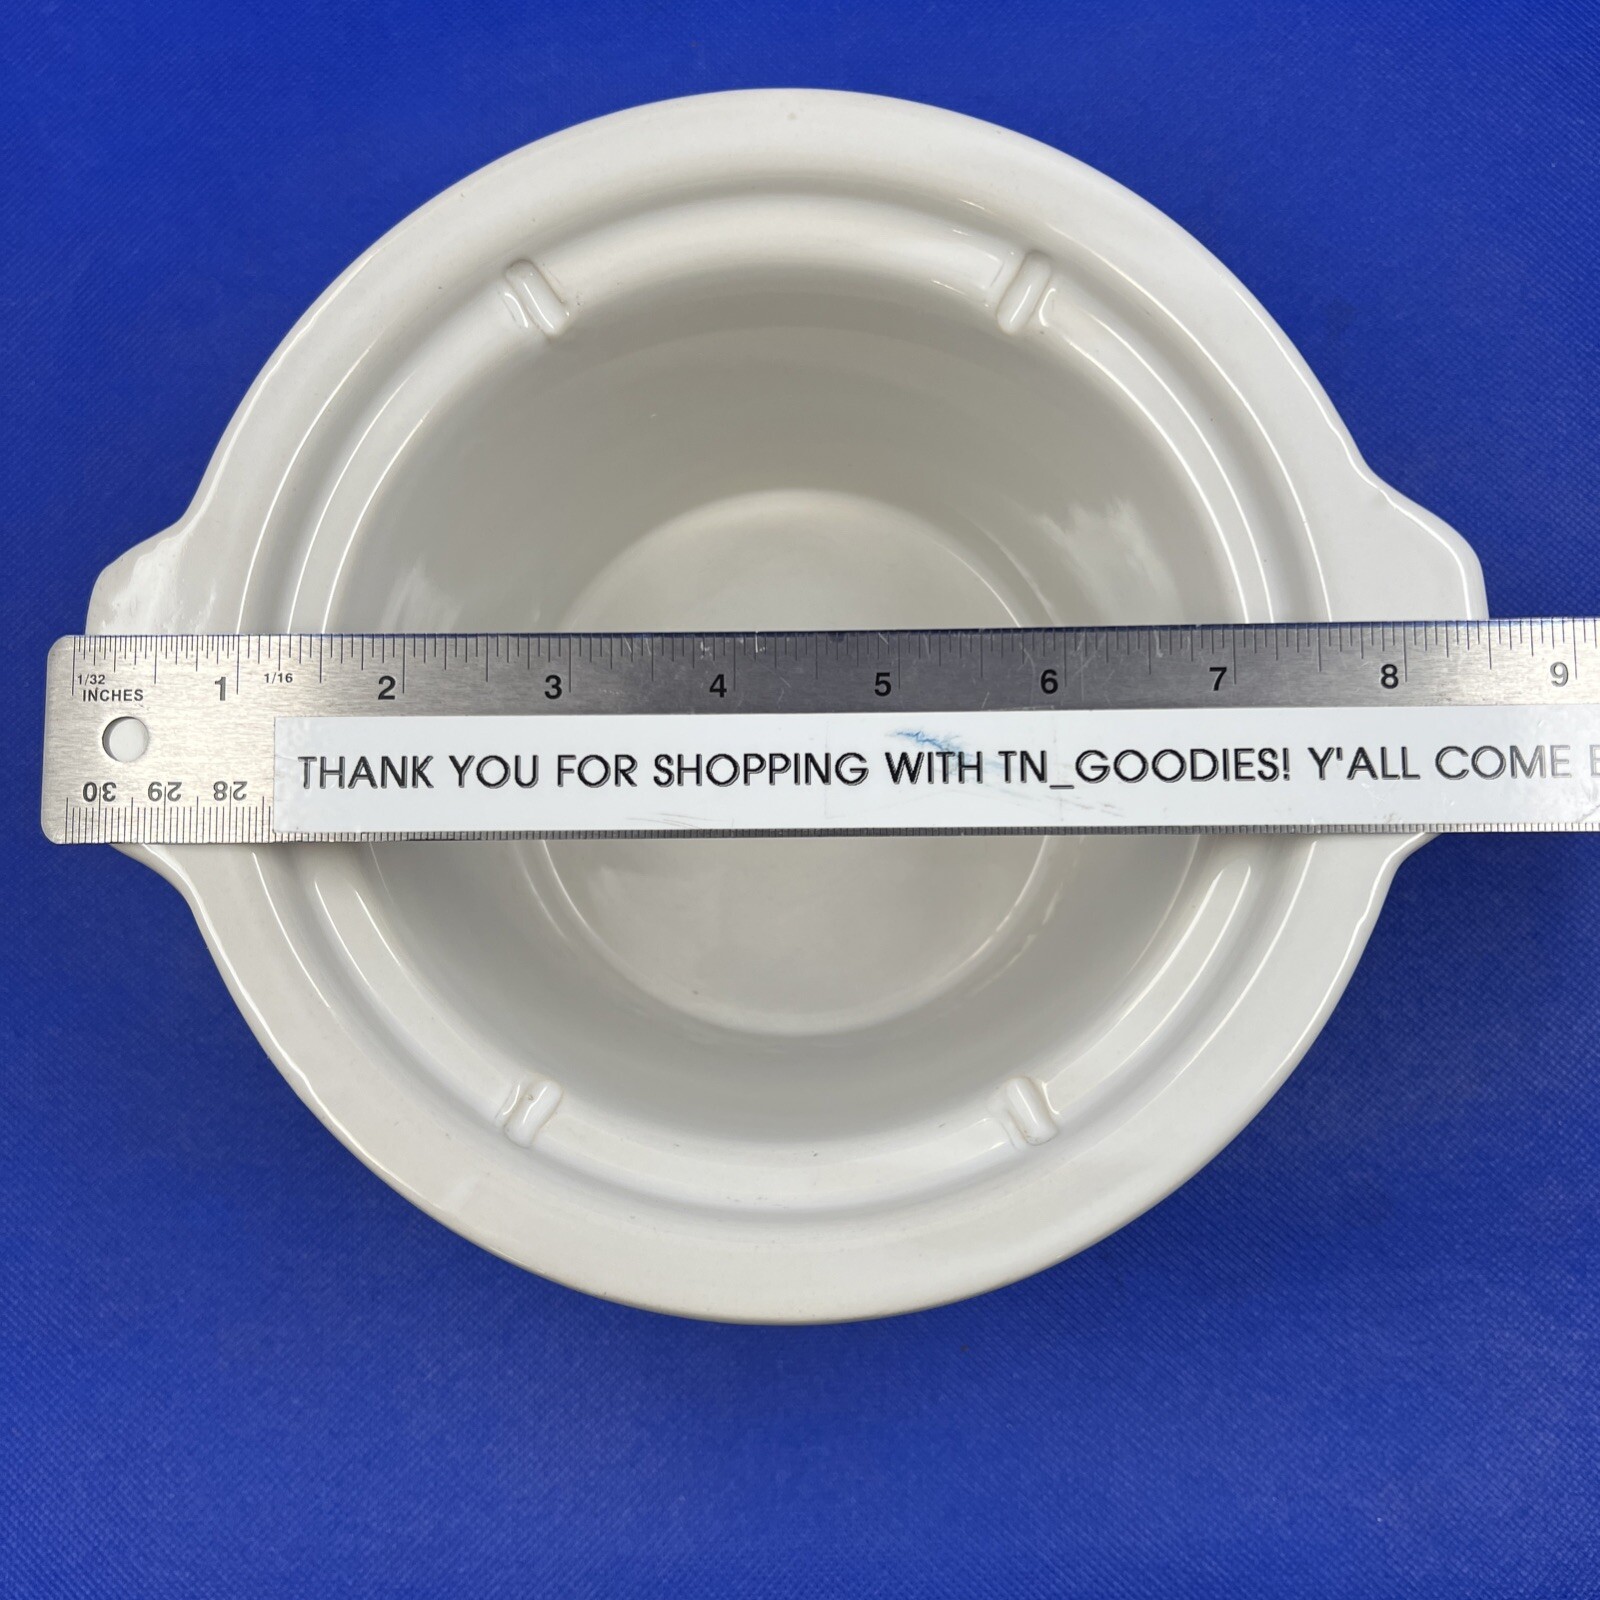 1/32 1 1/16 2 3 4 5 6 7 8 9
INCHES
THANK YOU FOR SHOPPING WITH TN_GOODIES! Y'ALL COME
30 29 28